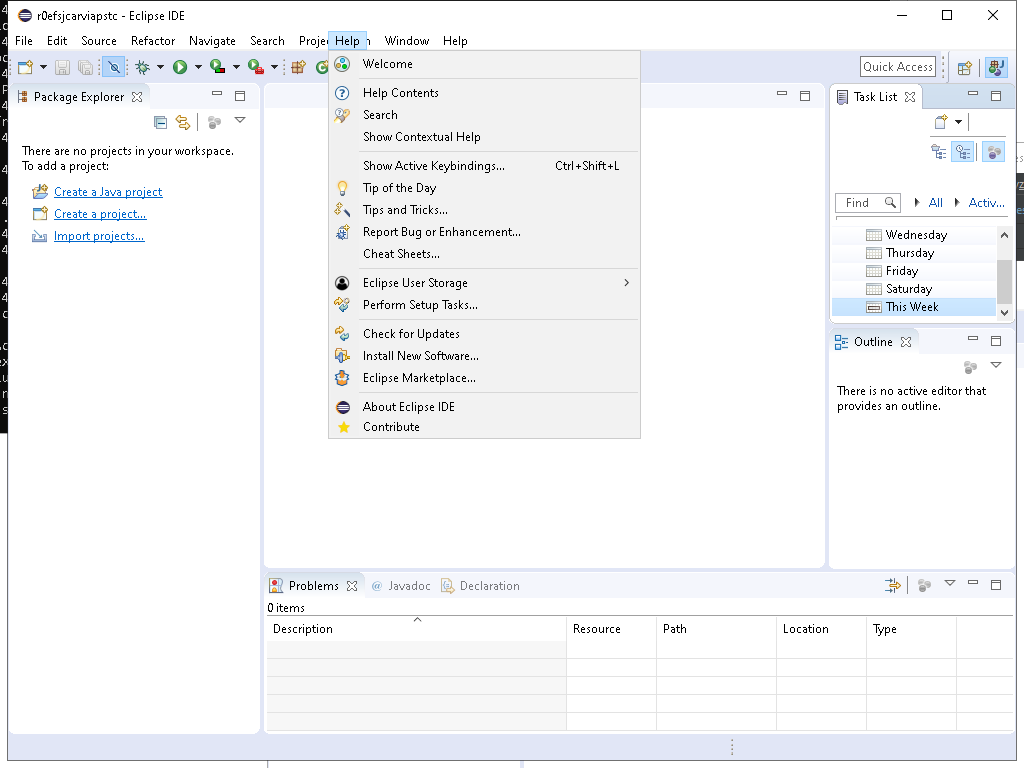 r0efsjcarviapstc - Eclipse IDE
File Edit Source Refactor Navigate Search Help Window Help
Quick Access
Welcome
Help Contents
Search
Show Contextual Help
Show Active Keybindings... Ctrl+Shift+L
Tip of the Day
Tips and Tricks...
Report Bug or Enhancement...
Cheat Sheets...
Eclipse User Storage
Perform Setup Tasks...
Check for Updates
Install New Software...
Eclipse Marketplace...
About Eclipse IDE
Contribute
Package Explorer
There are no projects in your workspace.
To add a project:
Create a Java project
Create a project...
Import projects...
Task List
Find All Activ...
Wednesday
Thursday
Friday
Saturday
This Week
Outline
There is no active editor that
provides an outline.
Problems @ Javadoc Declaration
0 items
Description Resource Path Location Type